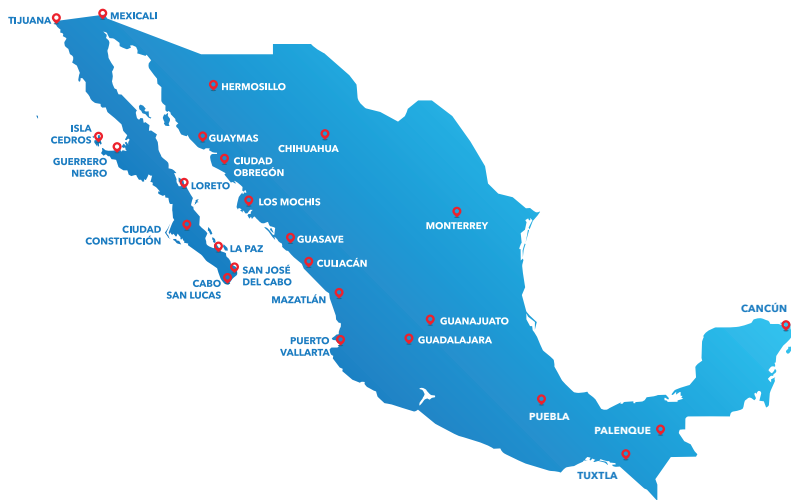 TIJUANA
MEXICALI
HERMOSILLO
ISLA
CEDROS
GUAYMAS
CHIHUAHUA
GUERRERO
NEGRO
CIUDAD
OBREGÓN
LORETO
LOS MOCHIS
CIUDAD
CONSTITUCIÓN
MONTERREY
GUASAVE
LA PAZ
CULIACÁN
SAN JOSÉ
DEL CABO
CABO
SAN LUCAS
MAZATLÁN
CANCÚN
GUANAJUATO
PUERTO
VALLARTA
GUADALAJARA
PUEBLA
PALENQUE
TUXTLA